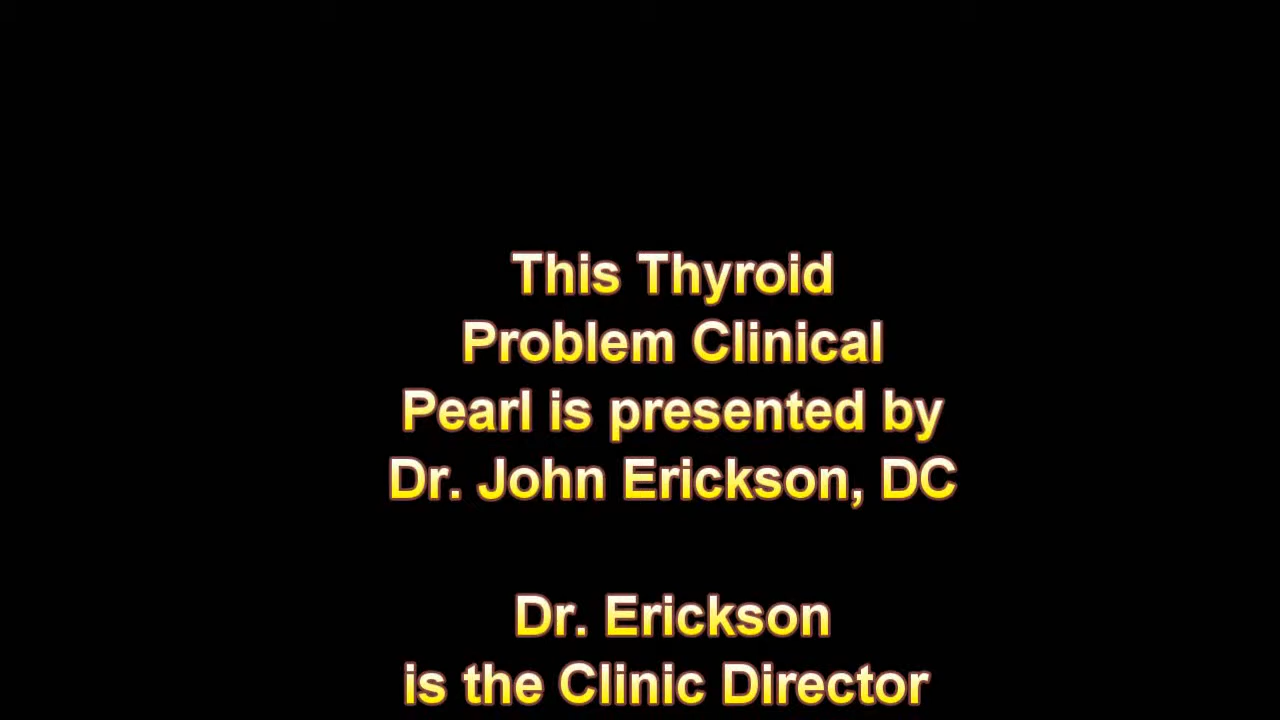 This Thyroid
Problem Clinical
Pearl is presented by
Dr. John Erickson, DC
Dr. Erickson
is the Clinic Director